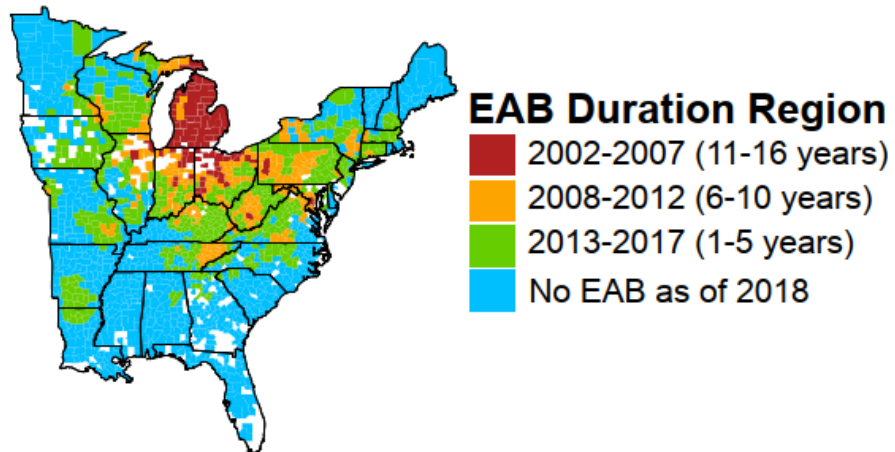 EAB Duration Region
2002-2007 (11-16 years)
2008-2012 (6-10 years)
2013-2017 (1-5 years)
No EAB as of 2018